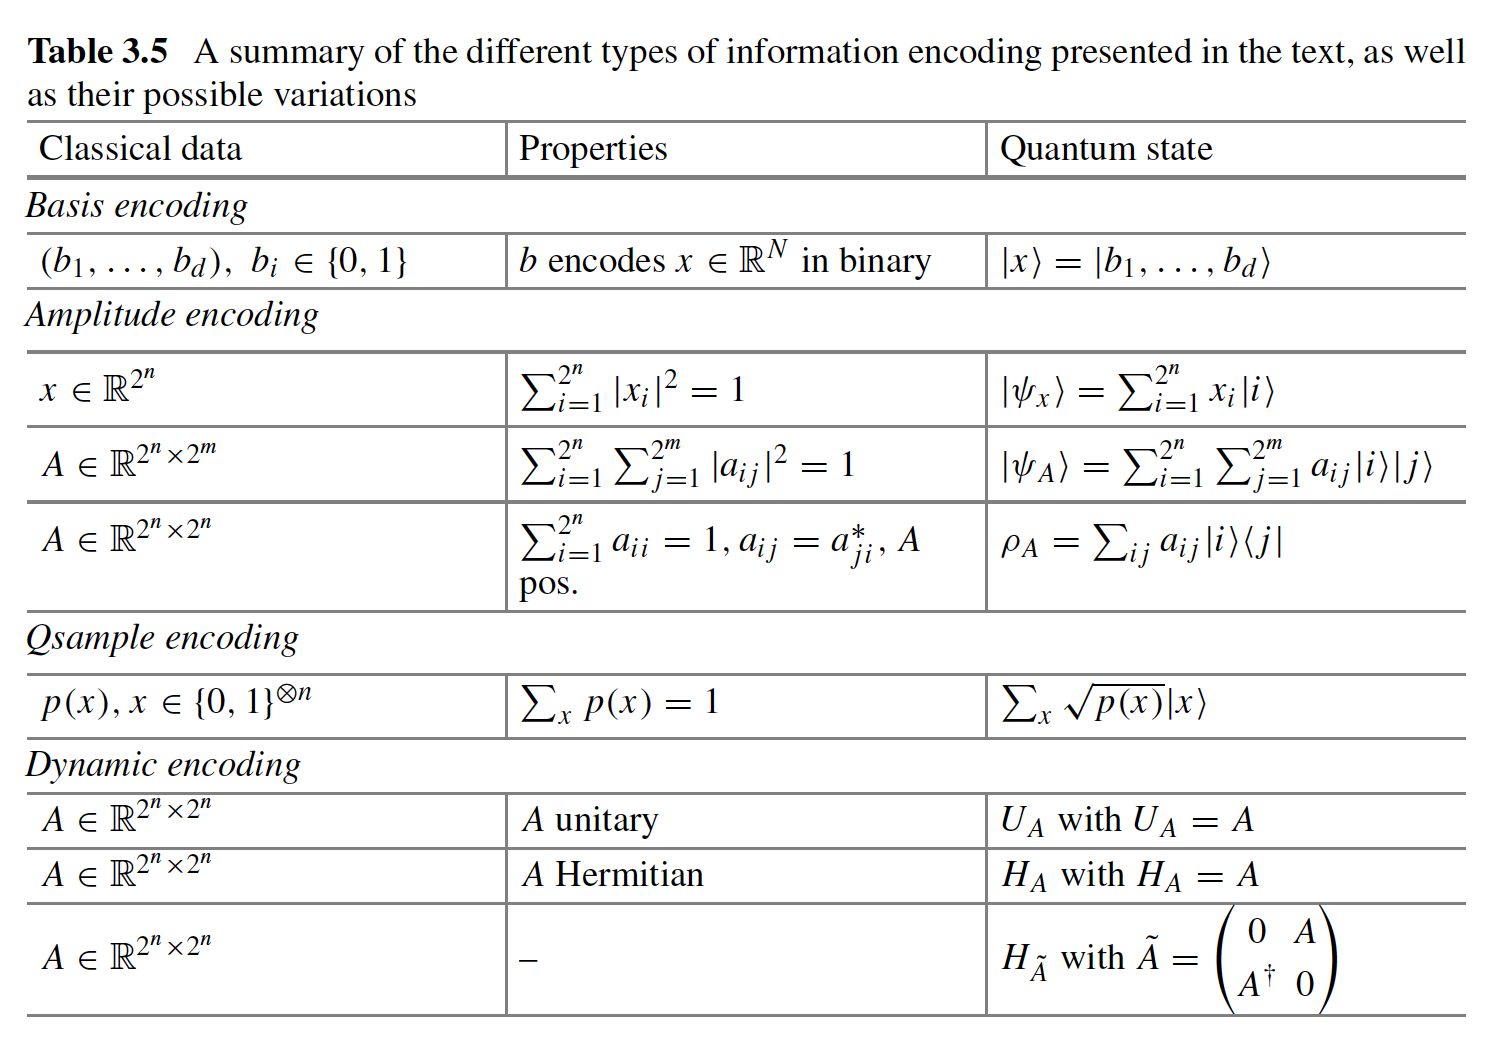 Table 3.5 A summary of the different types of information encoding presented in the text, as well
as their possible variations
Classical data | Properties | Quantum state
Basis encoding
(b₁, . . . , b_d), b_i ∈ {0, 1} | b encodes x ∈ ℝ^N in binary | |x⟩ = |b₁, . . . , b_d⟩
Amplitude encoding
x ∈ ℝ^{2^n} | ∑_{i=1}^{2^n} |x_i|² = 1 | |ψ_x⟩ = ∑_{i=1}^{2^n} x_i|i⟩
A ∈ ℝ^{2^n×2^m} | ∑_{i=1}^{2^n} ∑_{j=1}^{2^m} |a_{ij}|² = 1 | |ψ_A⟩ = ∑_{i=1}^{2^n} ∑_{j=1}^{2^m} a_{ij}|i⟩|j⟩
A ∈ ℝ^{2^n×2^n} | ∑_{i=1}^{2^n} a_{ii} = 1, a_{ij} = a*_{ji}, A | ρ_A = ∑_{ij} a_{ij}|i⟩⟨j|
pos.
Qsample encoding
p(x), x ∈ {0, 1}^{⊗n} | ∑_x p(x) = 1 | ∑_x √p(x)|x⟩
Dynamic encoding
A ∈ ℝ^{2^n×2^n} | A unitary | U_A with U_A = A
A ∈ ℝ^{2^n×2^n} | A Hermitian | H_A with H_A = A
A ∈ ℝ^{2^n×2^n} | – | H_Ã with Ã = (0 A
A† 0)